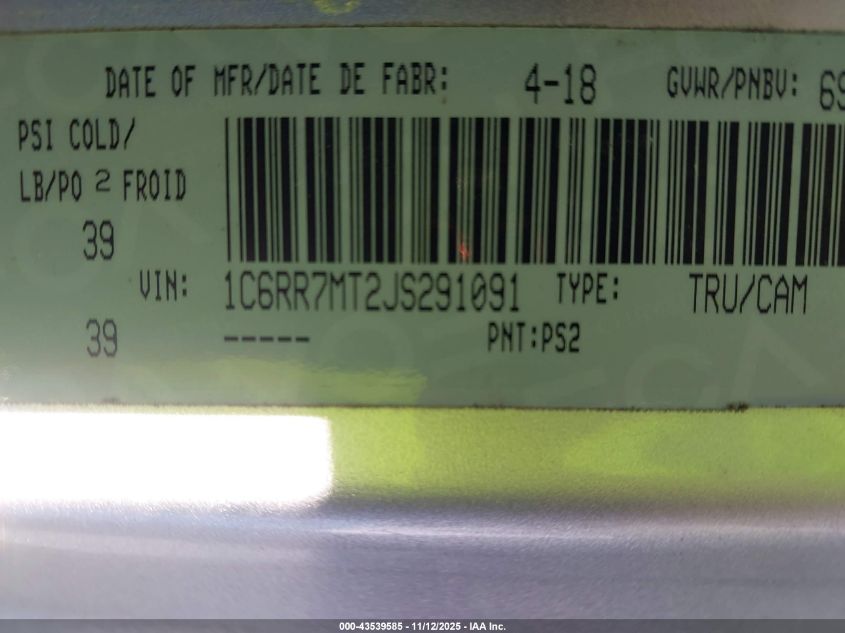 DATE OF MFR/DATE DE FABR: 4-18 GVWR/PNBV: 69
PSI COLD/
LB/PO 2 FROID
39
VIN: 1C6RR7MT2JS291091 TYPE: TRU/CAM
39 ----- PNT:PS2
000-43539585 - 11/12/2025 - IAA Inc.